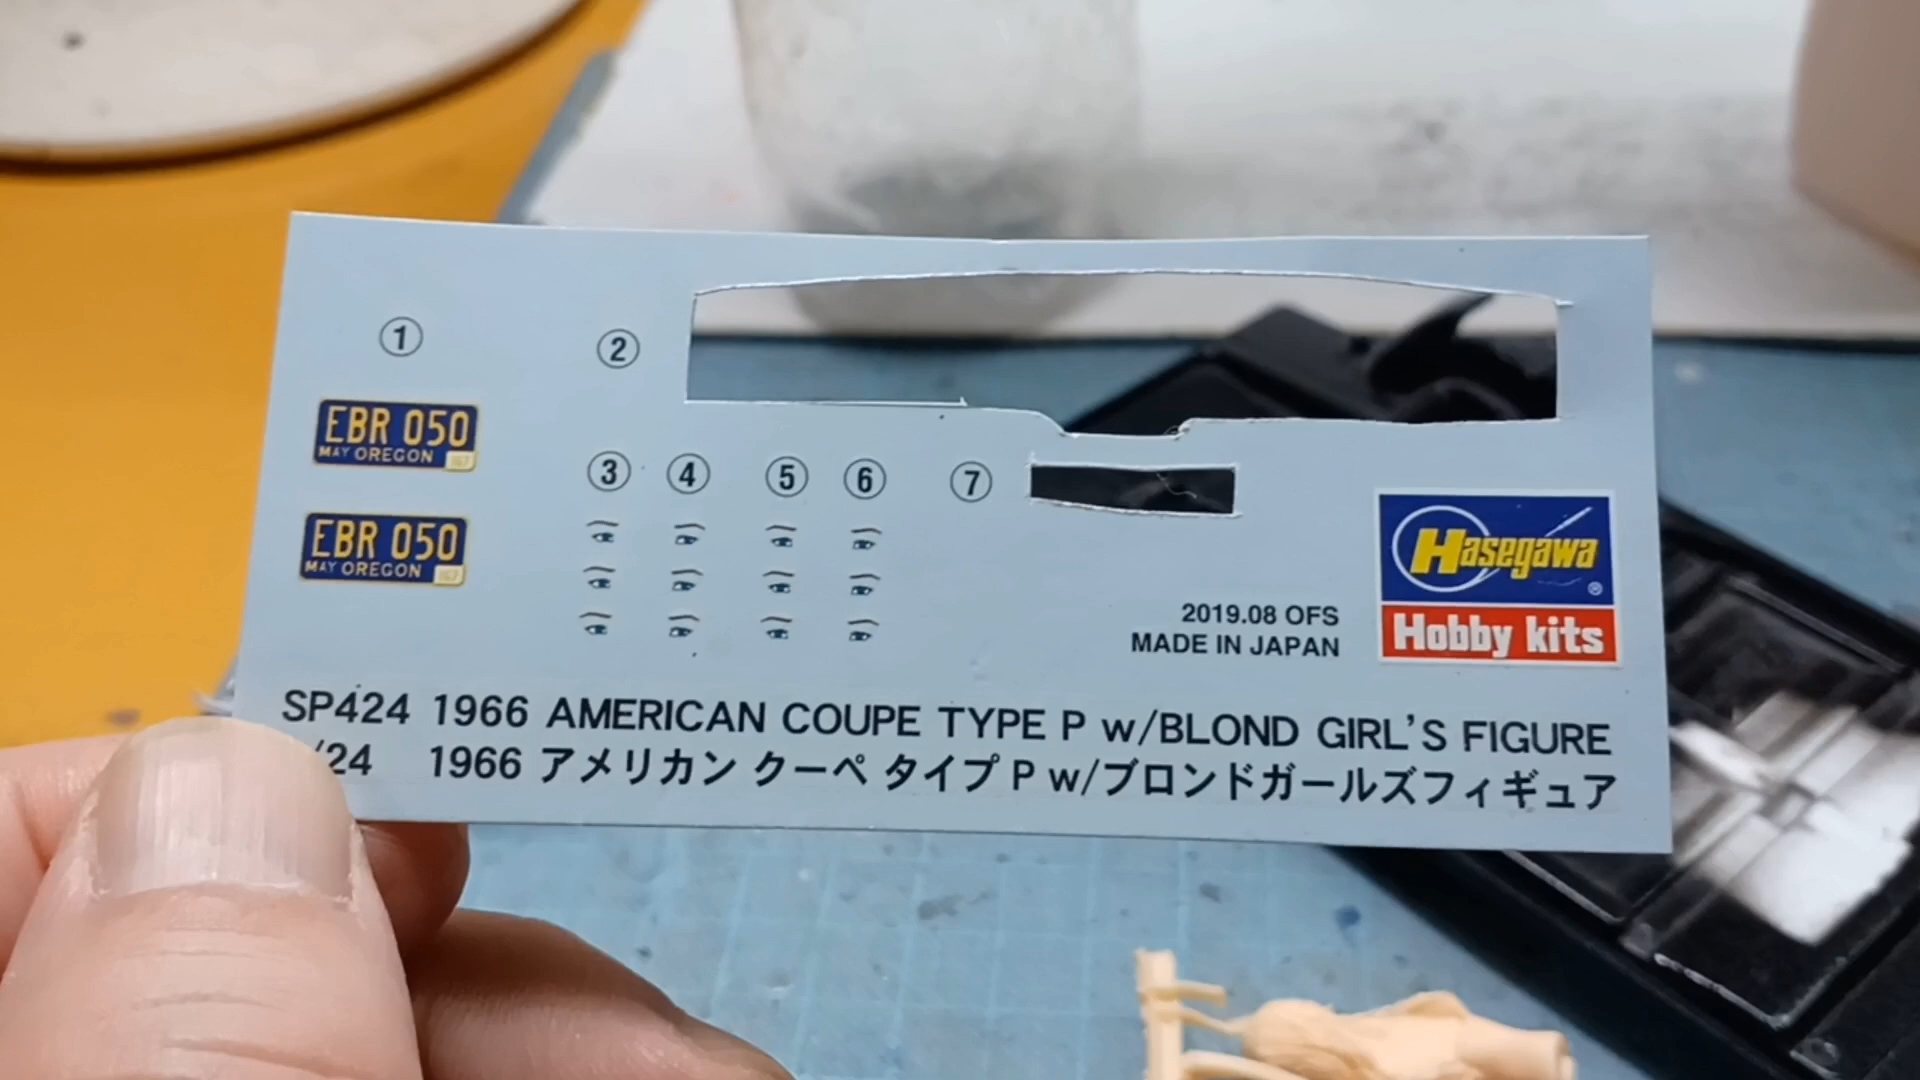 ①
②
EBR 050
MAY OREGON
③ ④ ⑤ ⑥ ⑦
EBR 050
MAY OREGON
Hasegawa®
Hobby kits
2019.08 OFS
MADE IN JAPAN
SP424 1966 AMERICAN COUPE TYPE P w/BLOND GIRL'S FIGURE
/24 1966 アメリカン クーペ タイプ P w/ブロンドガールズフィギュア